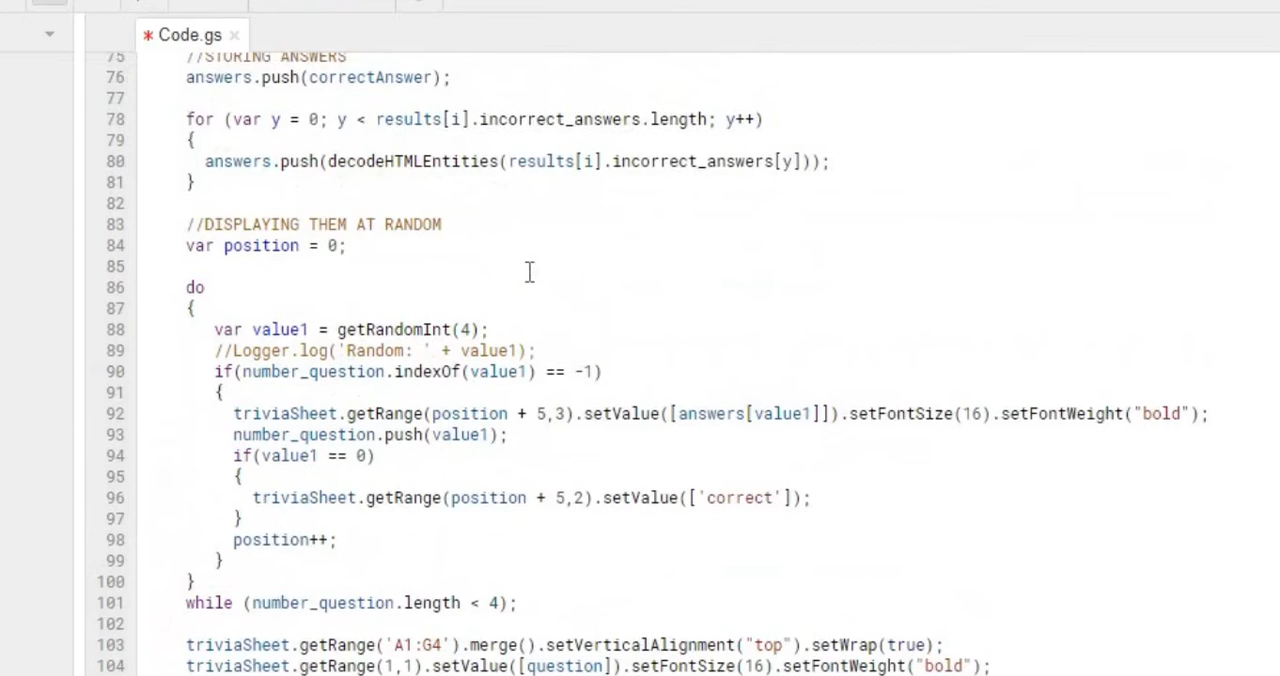 * Code.gs ×
75 //STORING ANSWERS
76 answers.push(correctAnswer);
77
78 for (var y = 0; y < results[i].incorrect_answers.length; y++)
79 {
80 answers.push(decodeHTMLEntities(results[i].incorrect_answers[y]));
81 }
82
83 //DISPLAYING THEM AT RANDOM
84 var position = 0;
85
86 do
87 {
88 var value1 = getRandomInt(4);
89 //Logger.log('Random: ' + value1);
90 if(number_question.indexOf(value1) == -1)
91 {
92 triviaSheet.getRange(position + 5,3).setValue([answers[value1]]).setFontSize(16).setFontWeight("bold");
93 number_question.push(value1);
94 if(value1 == 0)
95 {
96 triviaSheet.getRange(position + 5,2).setValue(['correct']);
97 }
98 position++;
99 }
100 }
101 while (number_question.length < 4);
102
103 triviaSheet.getRange('A1:G4').merge().setVerticalAlignment("top").setWrap(true);
104 triviaSheet.getRange(1,1).setValue([question]).setFontSize(16).setFontWeight("bold");